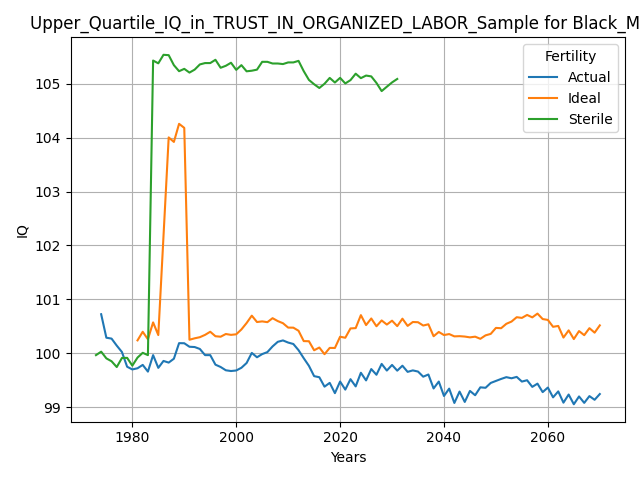 Upper_Quartile_IQ_in_TRUST_IN_ORGANIZED_LABOR_Sample for Black_M
Fertility
Actual
Ideal
Sterile
105
104
103
102
101
100
99
IQ
1980 2000 2020 2040 2060
Years